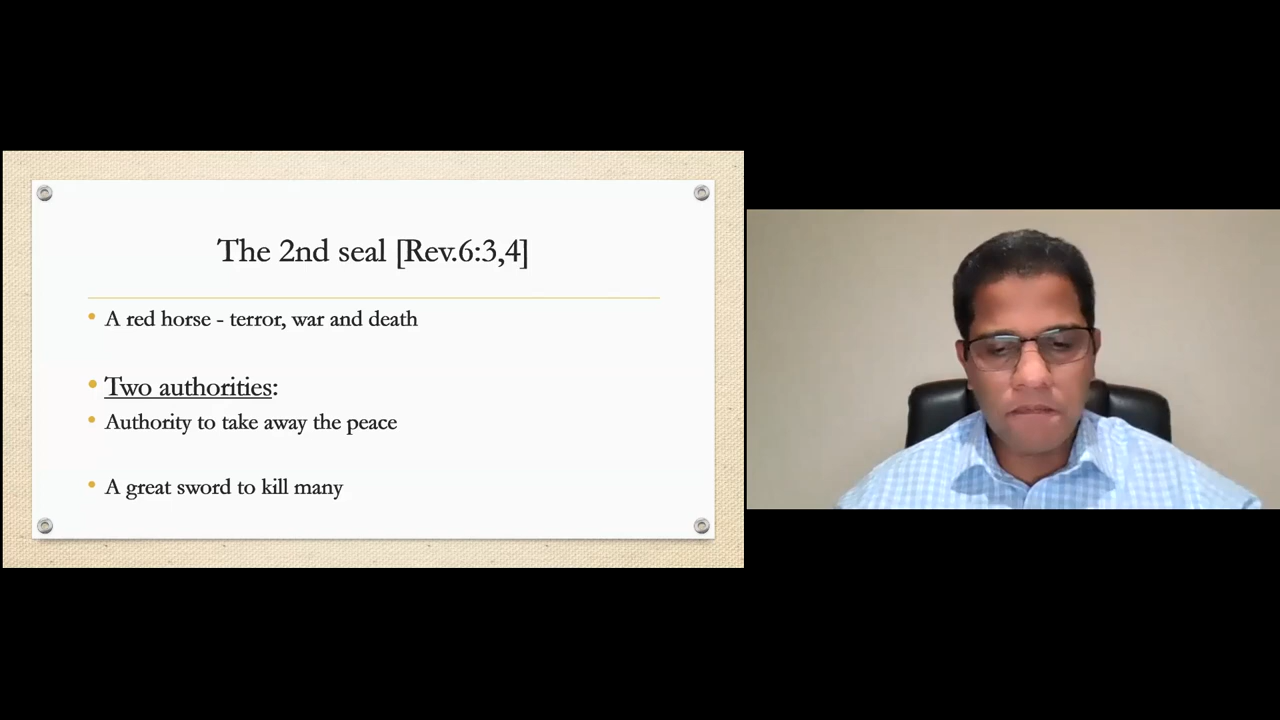 The 2nd seal [Rev.6:3,4]
• A red horse - terror, war and death
• Two authorities:
• Authority to take away the peace
• A great sword to kill many